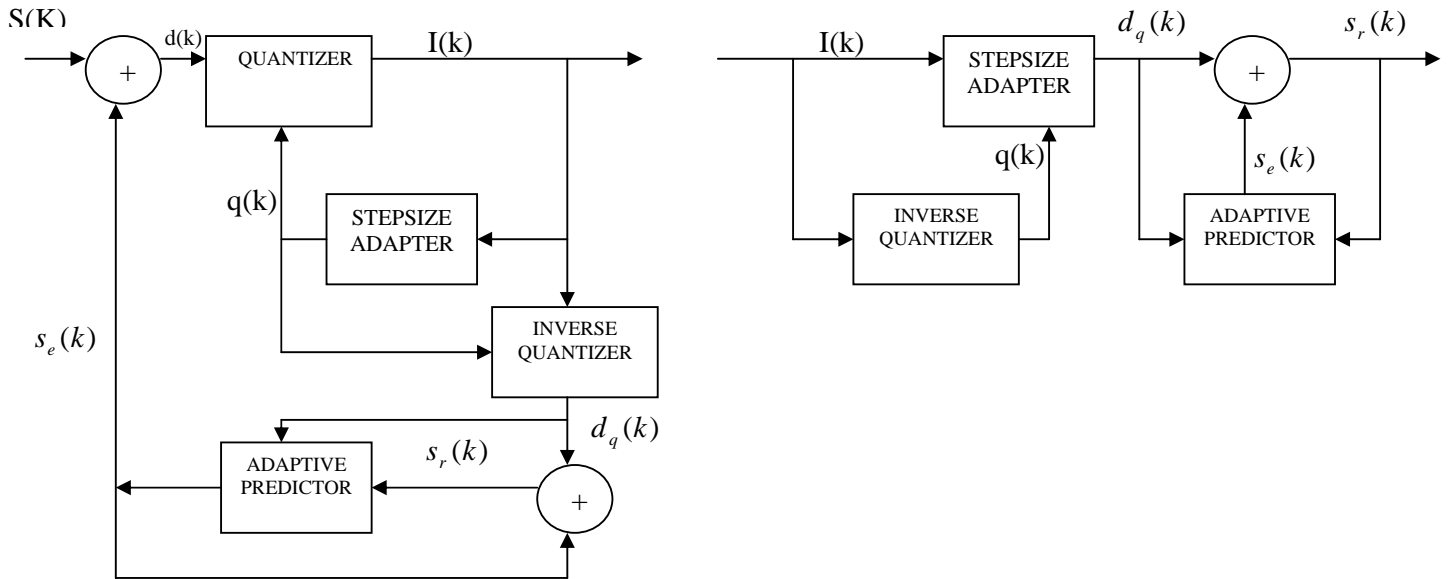 S(K)
+
d(k)
QUANTIZER
I(k)
q(k)
STEPSIZE
ADAPTER
s_e(k)
INVERSE
QUANTIZER
d_q(k)
s_r(k)
ADAPTIVE
PREDICTOR
+
I(k)
STEPSIZE
ADAPTER
d_q(k)
+
s_r(k)
q(k)
s_e(k)
INVERSE
QUANTIZER
ADAPTIVE
PREDICTOR